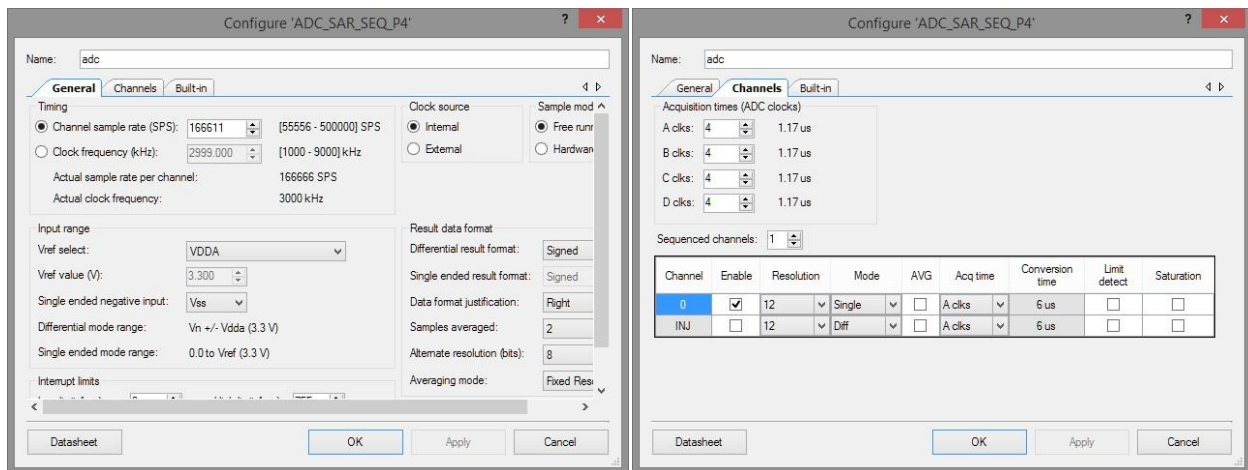 Configure 'ADC_SAR_SEQ_P4'
Name: adc
General Channels Built-in
Timing
Channel sample rate (SPS): 166611 [55556 - 500000] SPS
Clock frequency (kHz): 2999.000 [1000 - 9000] kHz
Actual sample rate per channel: 166666 SPS
Actual clock frequency: 3000 kHz
Clock source
Internal
External
Sample mod
Free runn
Hardwar
Input range
Vref select: VDDA
Vref value (V): 3.300
Single ended negative input: Vss
Differential mode range: Vn +/- Vdda (3.3 V)
Single ended mode range: 0.0 to Vref (3.3 V)
Result data format
Differential result format: Signed
Single ended result format: Signed
Data format justification: Right
Samples averaged: 2
Alternate resolution (bits): 8
Averaging mode: Fixed Reso
Interrupt limits
Datasheet OK Apply Cancel
Configure 'ADC_SAR_SEQ_P4'
Name: adc
General Channels Built-in
Acquisition times (ADC clocks)
A clks: 4 1.17 us
B clks: 4 1.17 us
C clks: 4 1.17 us
D clks: 4 1.17 us
Sequenced channels: 1
Channel Enable Resolution Mode AVG Acq time Conversion time Limit detect Saturation
0 12 Single A clks 6 us
INJ 12 Diff A clks 6 us
Datasheet OK Apply Cancel